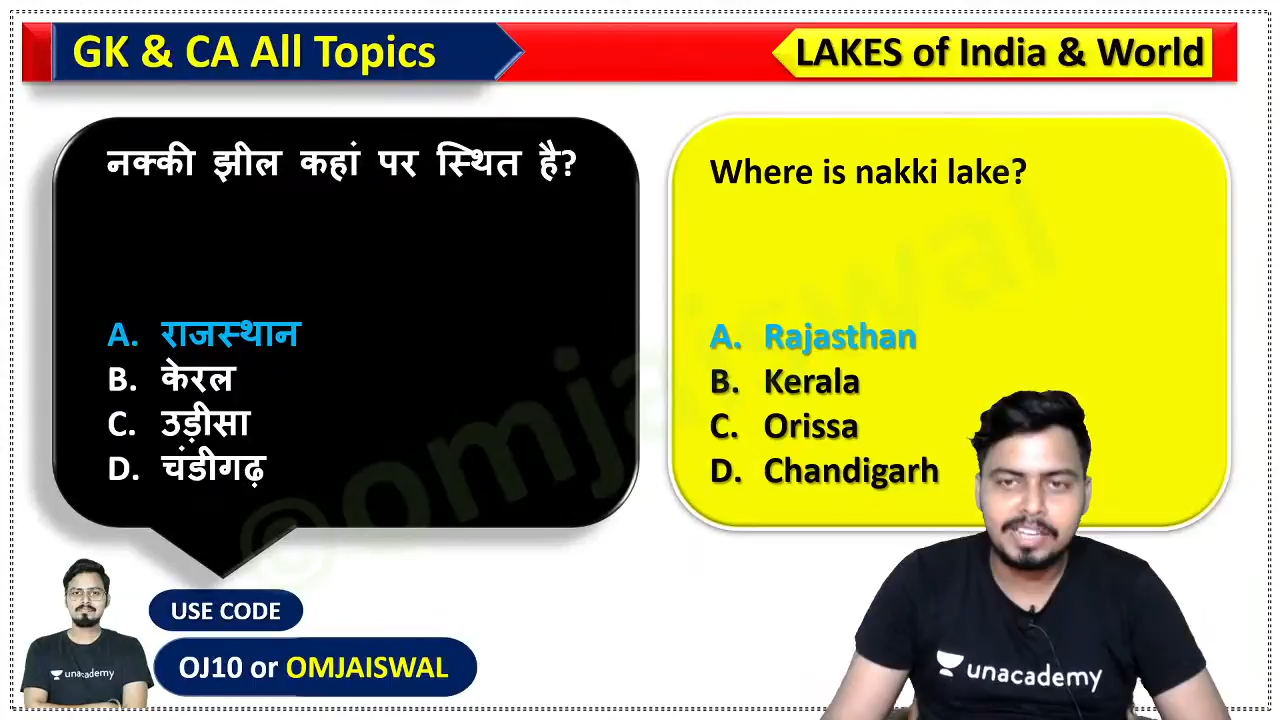 GK & CA All Topics
LAKES of India & World
नक्की झील कहां पर स्थित है?
A. राजस्थान
B. केरल
C. उड़ीसा
D. चंडीगढ़
Where is nakki lake?
A. Rajasthan
B. Kerala
C. Orissa
D. Chandigarh
©omjaiswal
USE CODE
OJ10 or OMJAISWAL
unacademy
unacademy